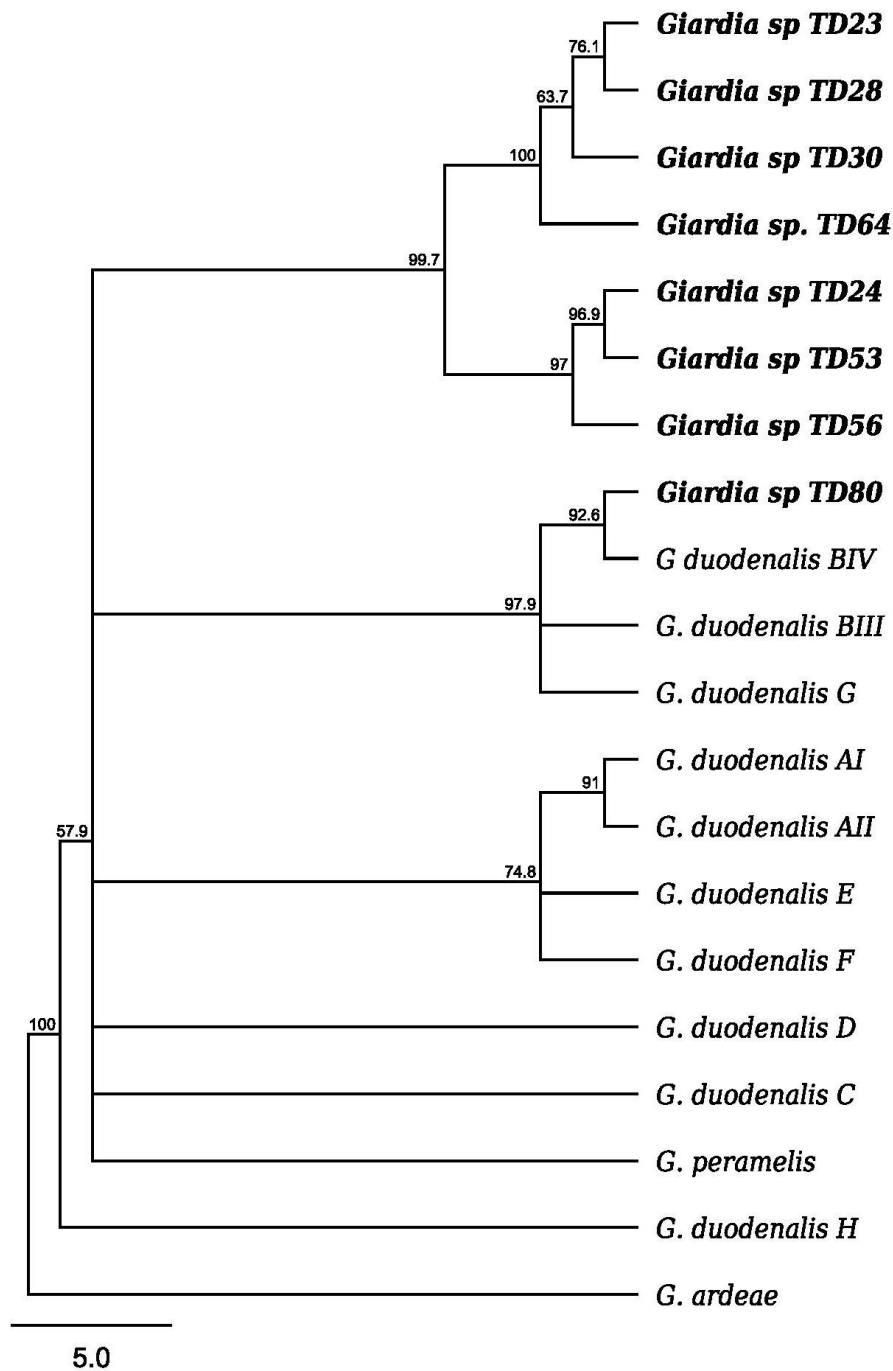 76.1
Giardia sp TD23
63.7
Giardia sp TD28
100
Giardia sp TD30
Giardia sp. TD64
99.7
Giardia sp TD24
96.9
Giardia sp TD53
97
Giardia sp TD56
Giardia sp TD80
92.6
G duodenalis BIV
97.9
G. duodenalis BIII
G. duodenalis G
G. duodenalis AI
91
G. duodenalis AII
57.9
74.8
G. duodenalis E
G. duodenalis F
100
G. duodenalis D
G. duodenalis C
G. peramelis
G. duodenalis H
G. ardeae
5.0